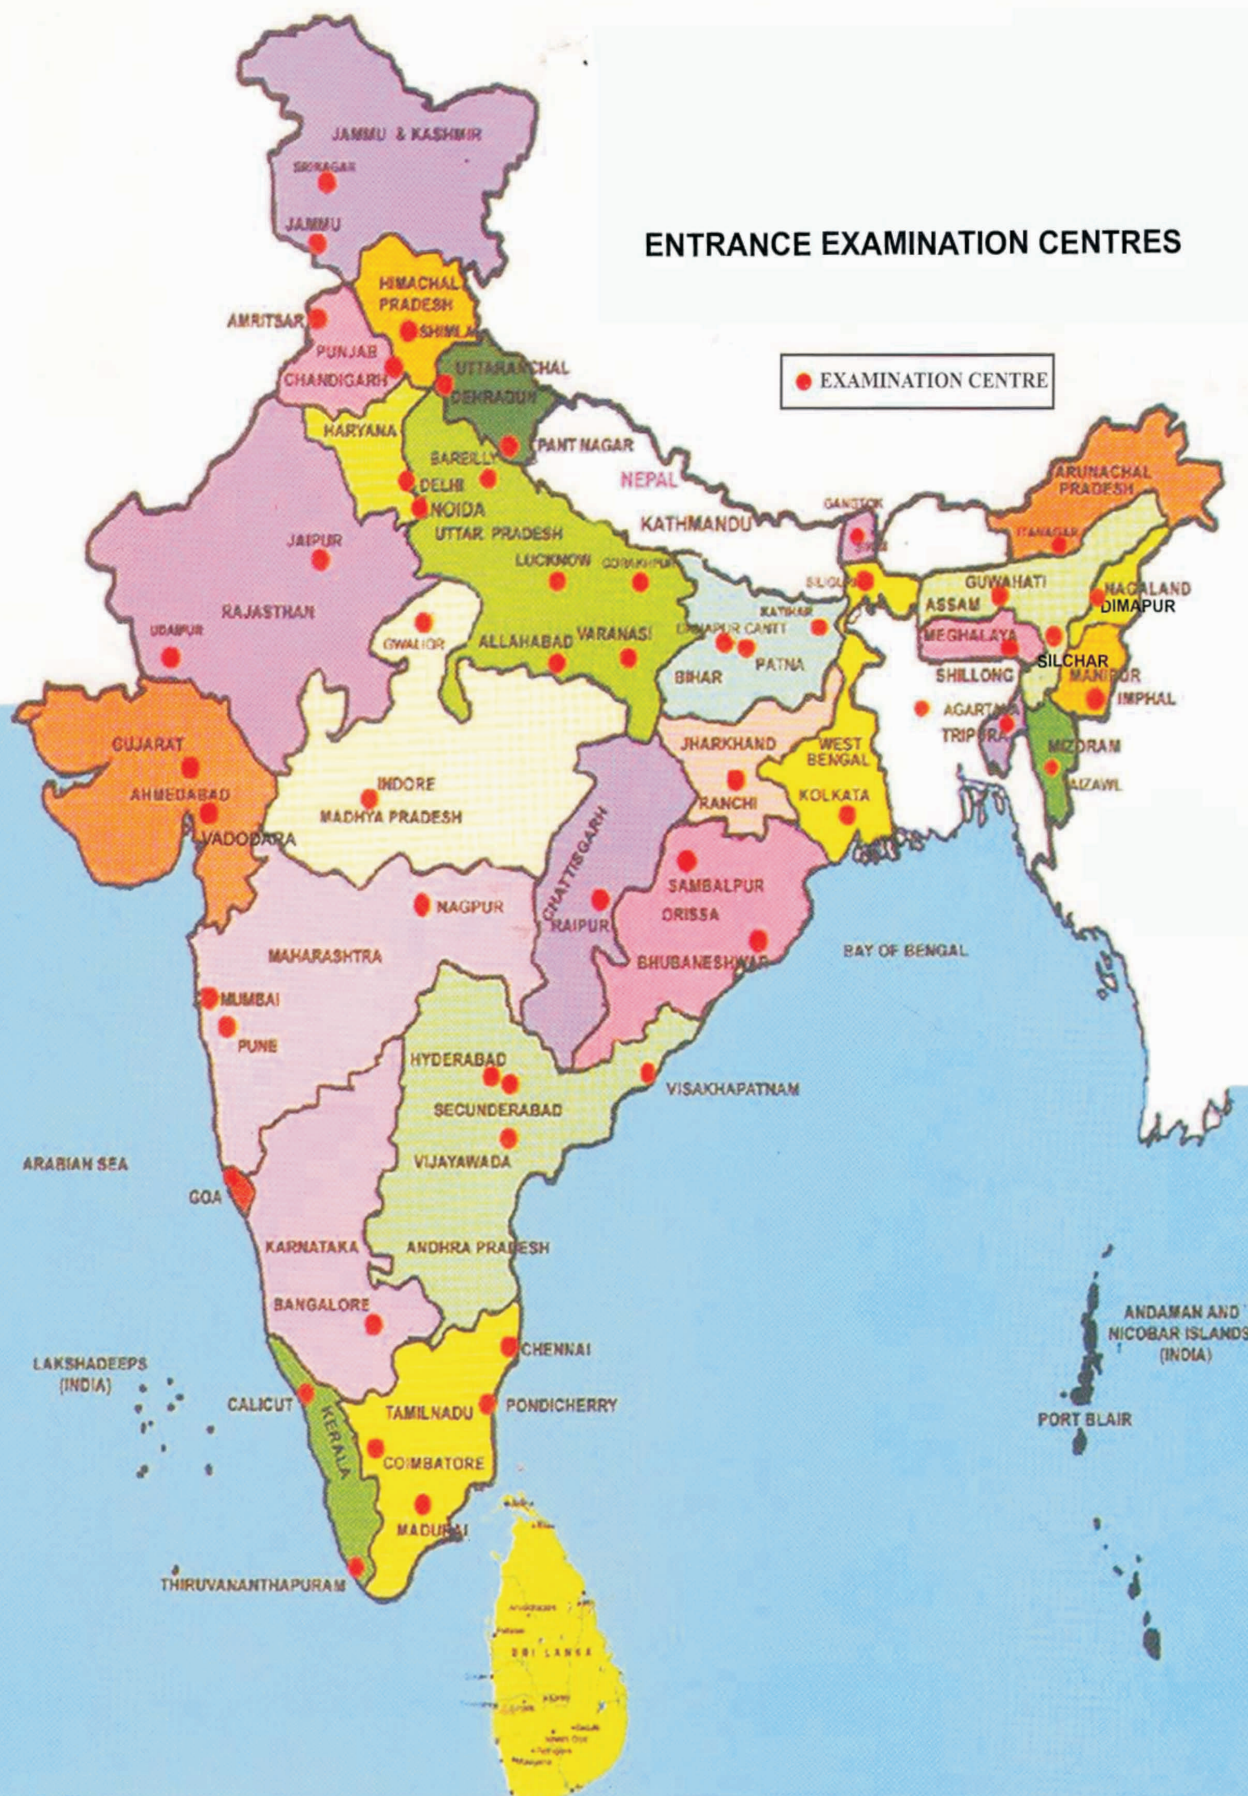 JAMMU & KASHMIR
SRINAGAR
JAMMU
ENTRANCE EXAMINATION CENTRES
HIMACHAL
PRADESH
AMRITSAR
SHIMLA
PUNJAB
CHANDIGARH
UTTARANCHAL
DEHRADUN
EXAMINATION CENTRE
HARYANA
PANT NAGAR
BAREILLY
DELHI
NOIDA
NEPAL
KATHMANDU
ARUNACHAL
PRADESH
GANGTOK
ITANAGAR
UTTAR PRADESH
JAIPUR
LUCKNOW
GORAKHPUR
SILIGURI
GUWAHATI
NAGALAND
DIMAPUR
ASSAM
RAJASTHAN
KATIHAR
UDAIPUR
GWALIOR
ALLAHABAD
VARANASI
DANAPUR CANTT
PATNA
BIHAR
MEGHALAYA
SILCHAR
SHILLONG
MANIPUR
IMPHAL
AGARTALA
TRIPURA
MIZORAM
AIZAWL
GUJARAT
AHMEDABAD
VADODARA
INDORE
MADHYA PRADESH
JHARKHAND
RANCHI
WEST
BENGAL
KOLKATA
CHATTISGARH
RAIPUR
SAMBALPUR
ORISSA
BHUBANESHWAR
NAGPUR
MAHARASHTRA
BAY OF BENGAL
MUMBAI
PUNE
HYDERABAD
SECUNDERABAD
VISAKHAPATNAM
VIJAYAWADA
ARABIAN SEA
GOA
KARNATAKA
ANDHRA PRADESH
BANGALORE
CHENNAI
ANDAMAN AND
NICOBAR ISLANDS
(INDIA)
LAKSHADEEPS
(INDIA)
CALICUT
KERALA
TAMILNADU
PONDICHERRY
PORT BLAIR
COIMBATORE
MADURAI
THIRUVANANTHAPURAM
SRI LANKA